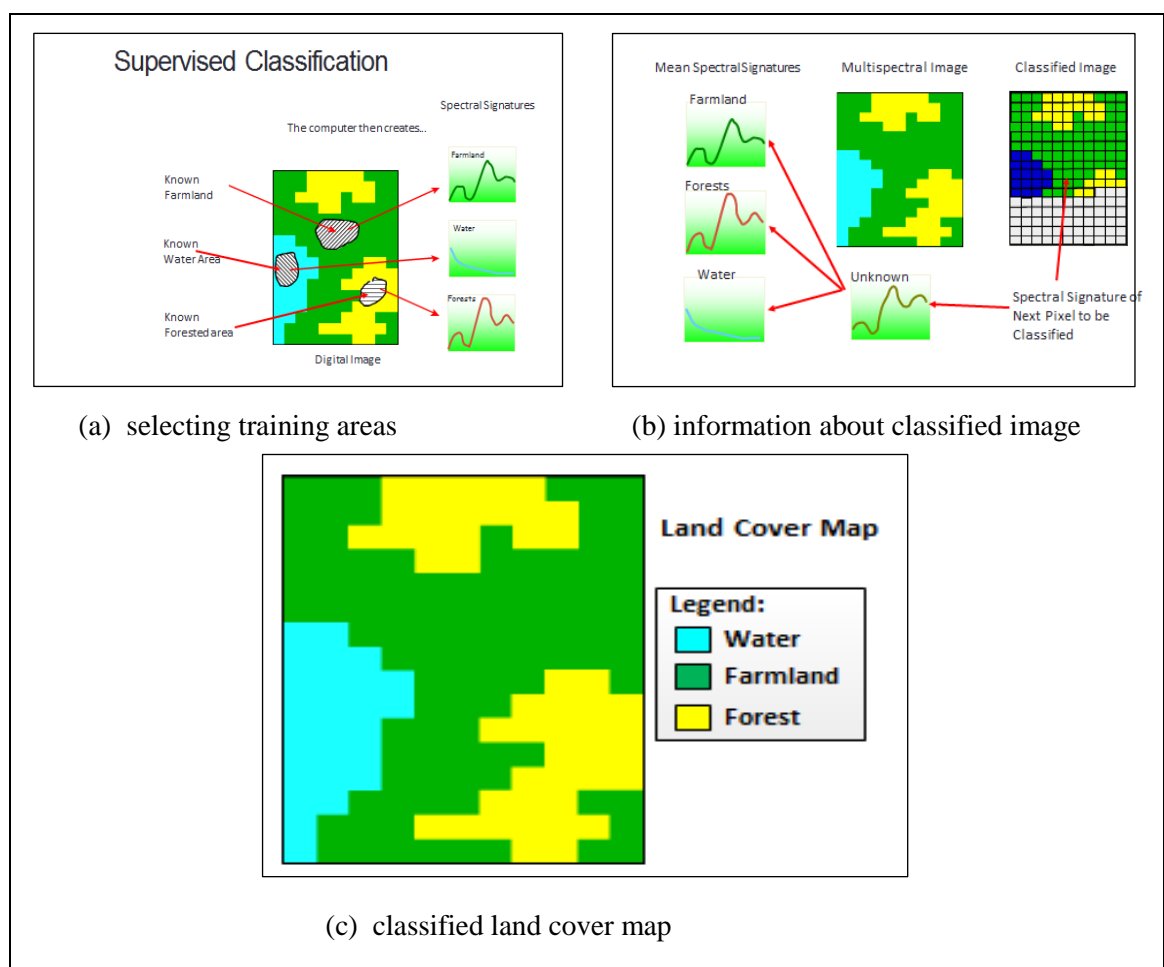 Supervised Classification
Spectral Signatures
The computer then creates...
Farmland
Known
Farmland
Water
Known
Water Area
Forests
Known
Forested area
Digital Image
(a) selecting training areas
Mean Spectral Signatures
Multispectral Image
Classified Image
Farmland
Forests
Water
Unknown
Spectral Signature of
Next Pixel to be
Classified
(b) information about classified image
Land Cover Map
Legend:
Water
Farmland
Forest
(c) classified land cover map